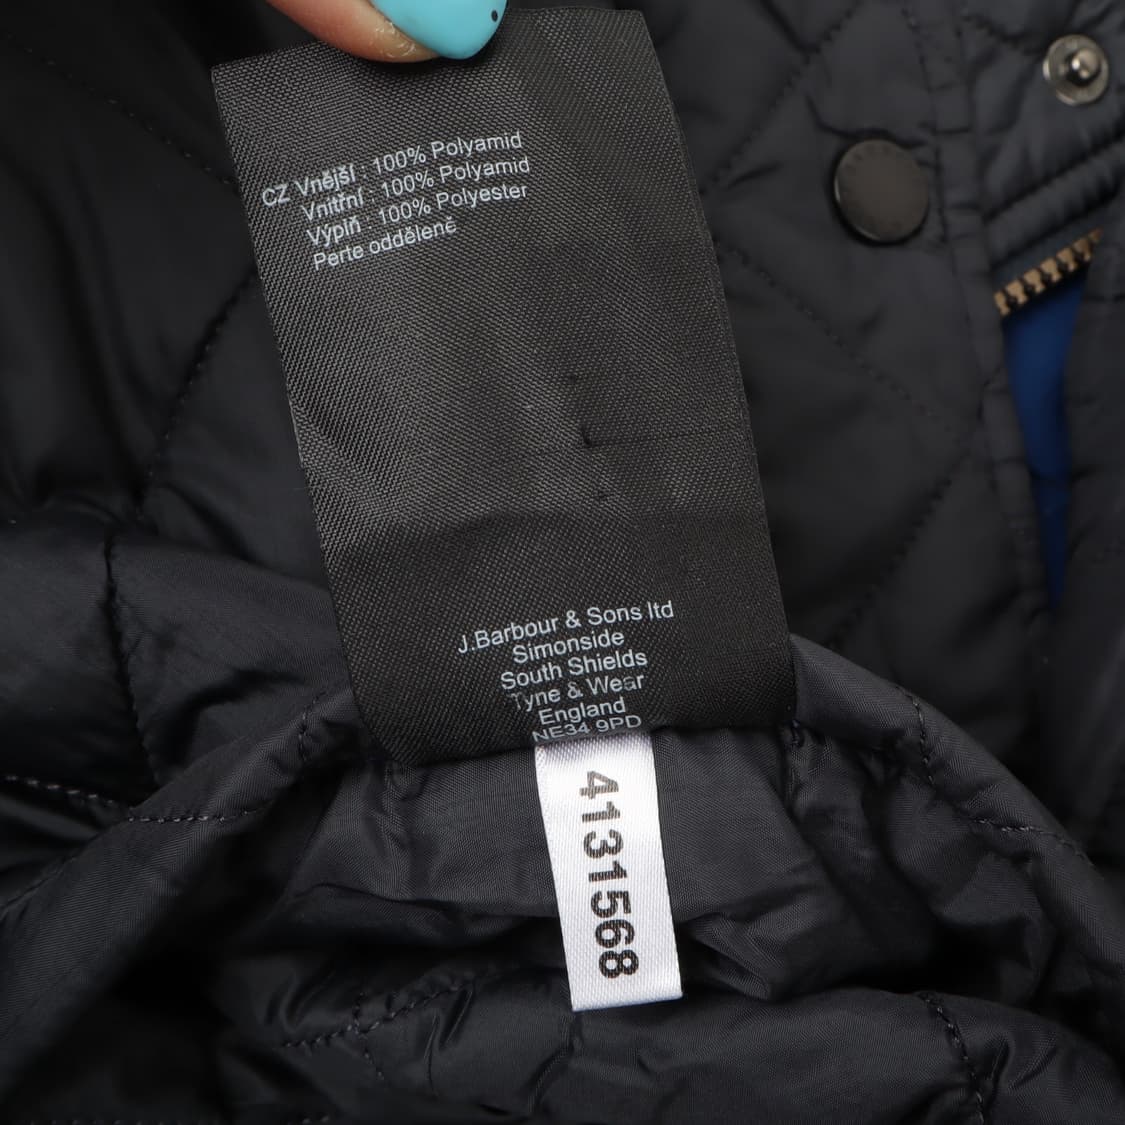 CZ Vnější : 100% Polyamid
Vnitřní : 100% Polyamid
Výplň : 100% Polyester
Perte odděleně
J.Barbour & Sons ltd
Simonside
South Shields
Tyne & Wear
England
NE34 9PD
4131568